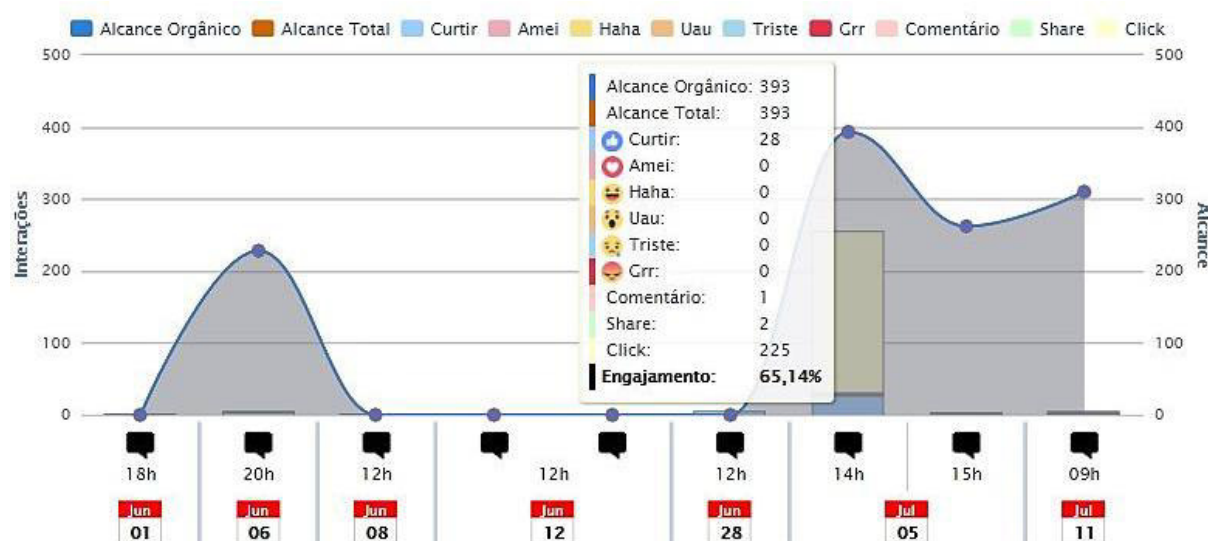 Alcance Orgânico Alcance Total Curtir Amei Haha Uau Triste Grr Comentário Share Click
500 500
400 400
300 300
200 200
100 100
0 0
Interações
Alcance
Alcance Orgânico: 393
Alcance Total: 393
Curtir: 28
Amei: 0
Haha: 0
Uau: 0
Triste: 0
Grr: 0
Comentário: 1
Share: 2
Click: 225
Engajamento: 65,14%
18h 20h 12h 12h 12h 14h 15h 09h
Jun Jun Jun Jun Jun Jul Jul
01 06 08 12 28 05 11